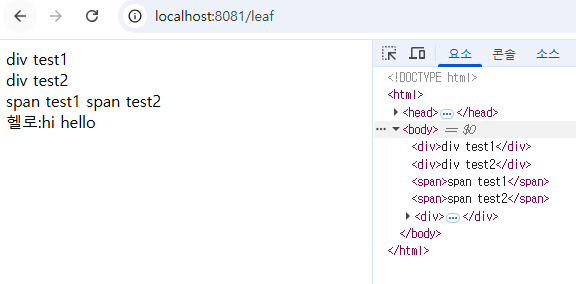 localhost:8081/leaf
div test1
div test2
span test1 span test2
헬로:hi hello
요소 콘솔 소스
<!DOCTYPE html>
<html>
<head>…</head>
… <body> == $0
<div>div test1</div>
<div>div test2</div>
<span>span test1</span>
<span>span test2</span>
<div>…</div>
</body>
</html>